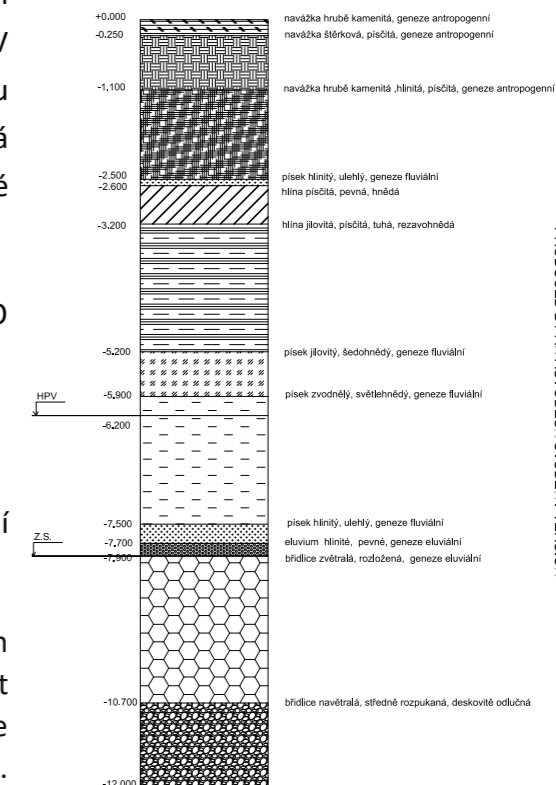 +0.000 navážka hrubě kamenitá, geneze antropogenní
-0.250 navážka štěrková, písčitá, geneze antropogenní
-1,100 navážka hrubě kamenitá ,hlinitá, písčitá, geneze antropogenní
-2.500 písek hlinitý, ulehlý, geneze fluviální
-2.600 hlína písčitá, pevná, hnědá
-3.200 hlína jílovitá, písčitá, tuhá, rezavohnědá
-5.200 písek jílovitý, šedohnědý, geneze fluviální
-5.900 písek zvodnělý, světlehnědý, geneze fluviální
HPV
-6.200
-7.500 písek hlinitý, ulehlý, geneze fluviální
Z.S.
-7.700 eluvium hlinité, pevné, geneze eluviální
-7.900 břidlice zvětralá, rozložená, geneze eluviální
-10.700 břidlice navětralá, středně rozpukaná, deskovitě odlučná
-12.000